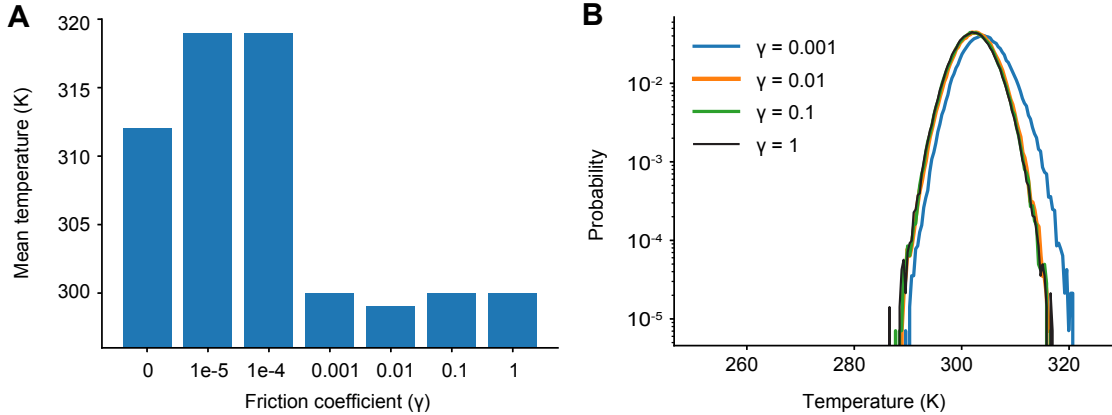 A
Mean temperature (K)
320
315
310
305
300
0 1e-5 1e-4 0.001 0.01 0.1 1
Friction coefficient (γ)
B
Probability
10⁻²
10⁻³
10⁻⁴
10⁻⁵
γ = 0.001
γ = 0.01
γ = 0.1
γ = 1
260 280 300 320
Temperature (K)